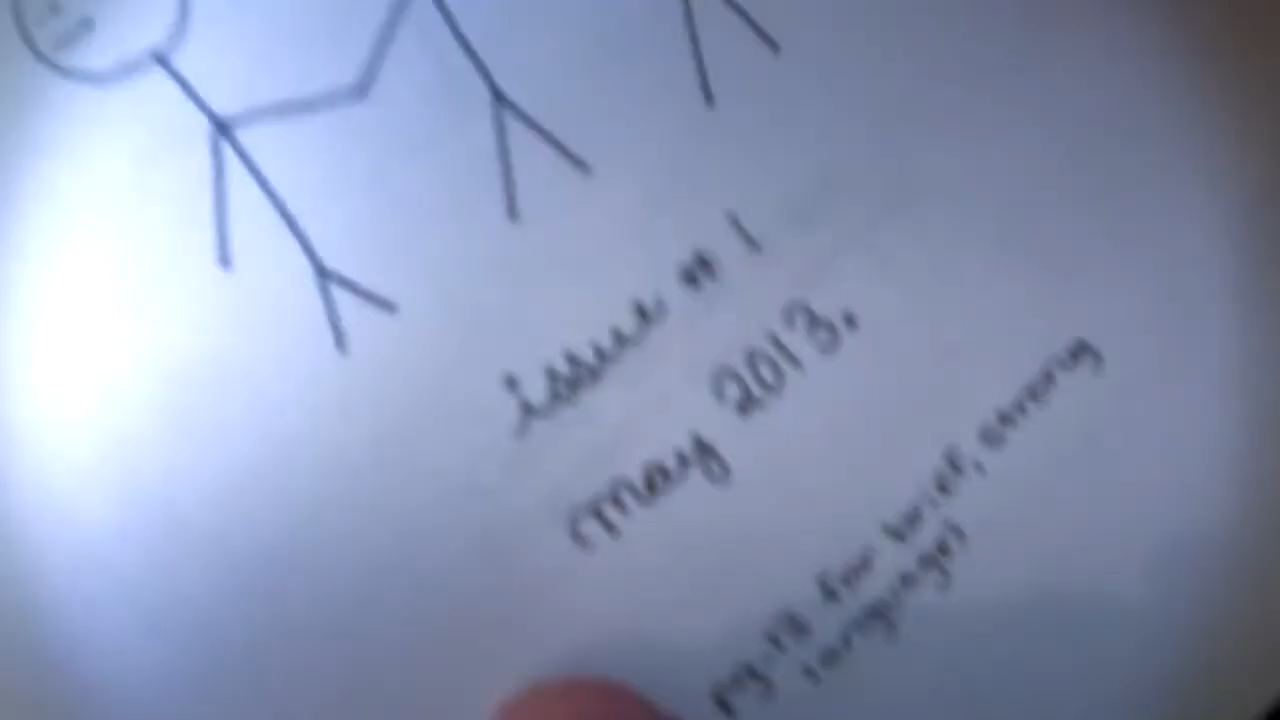 issue # 1
may 2013.
pg-13 for brief, strong
language)